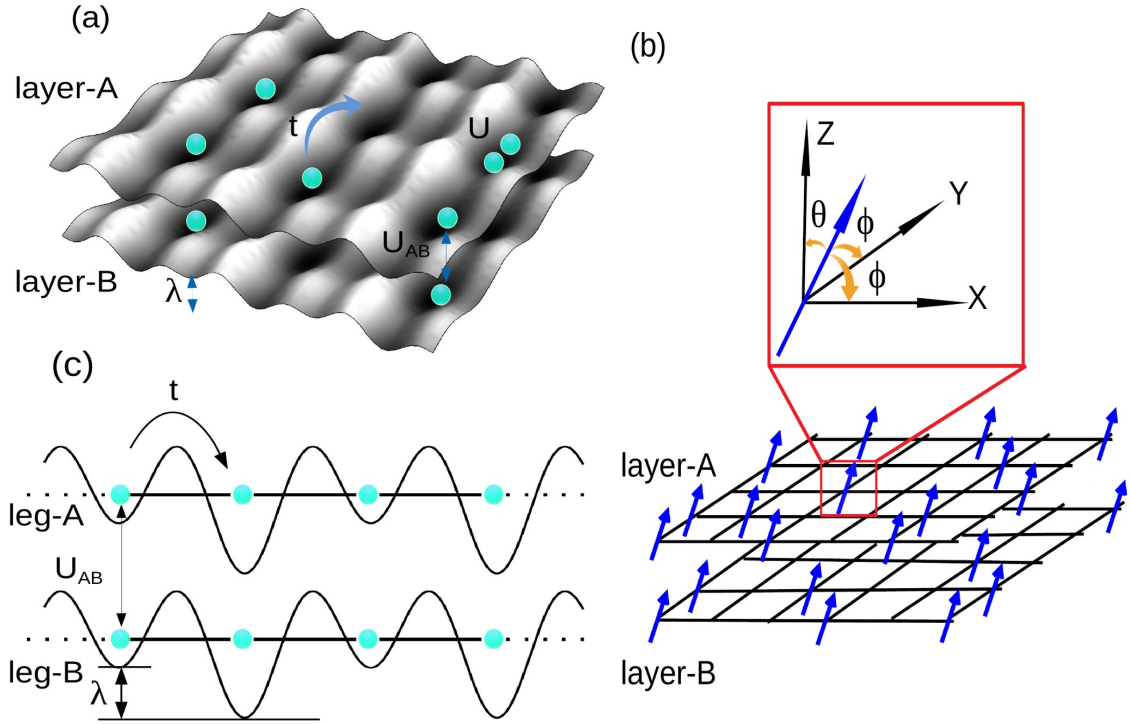 (a)
layer-A
t
U
U_AB
layer-B
λ
(b)
Z
Y
θ
ϕ
ϕ
X
layer-A
layer-B
(c)
t
leg-A
U_AB
leg-B
λ